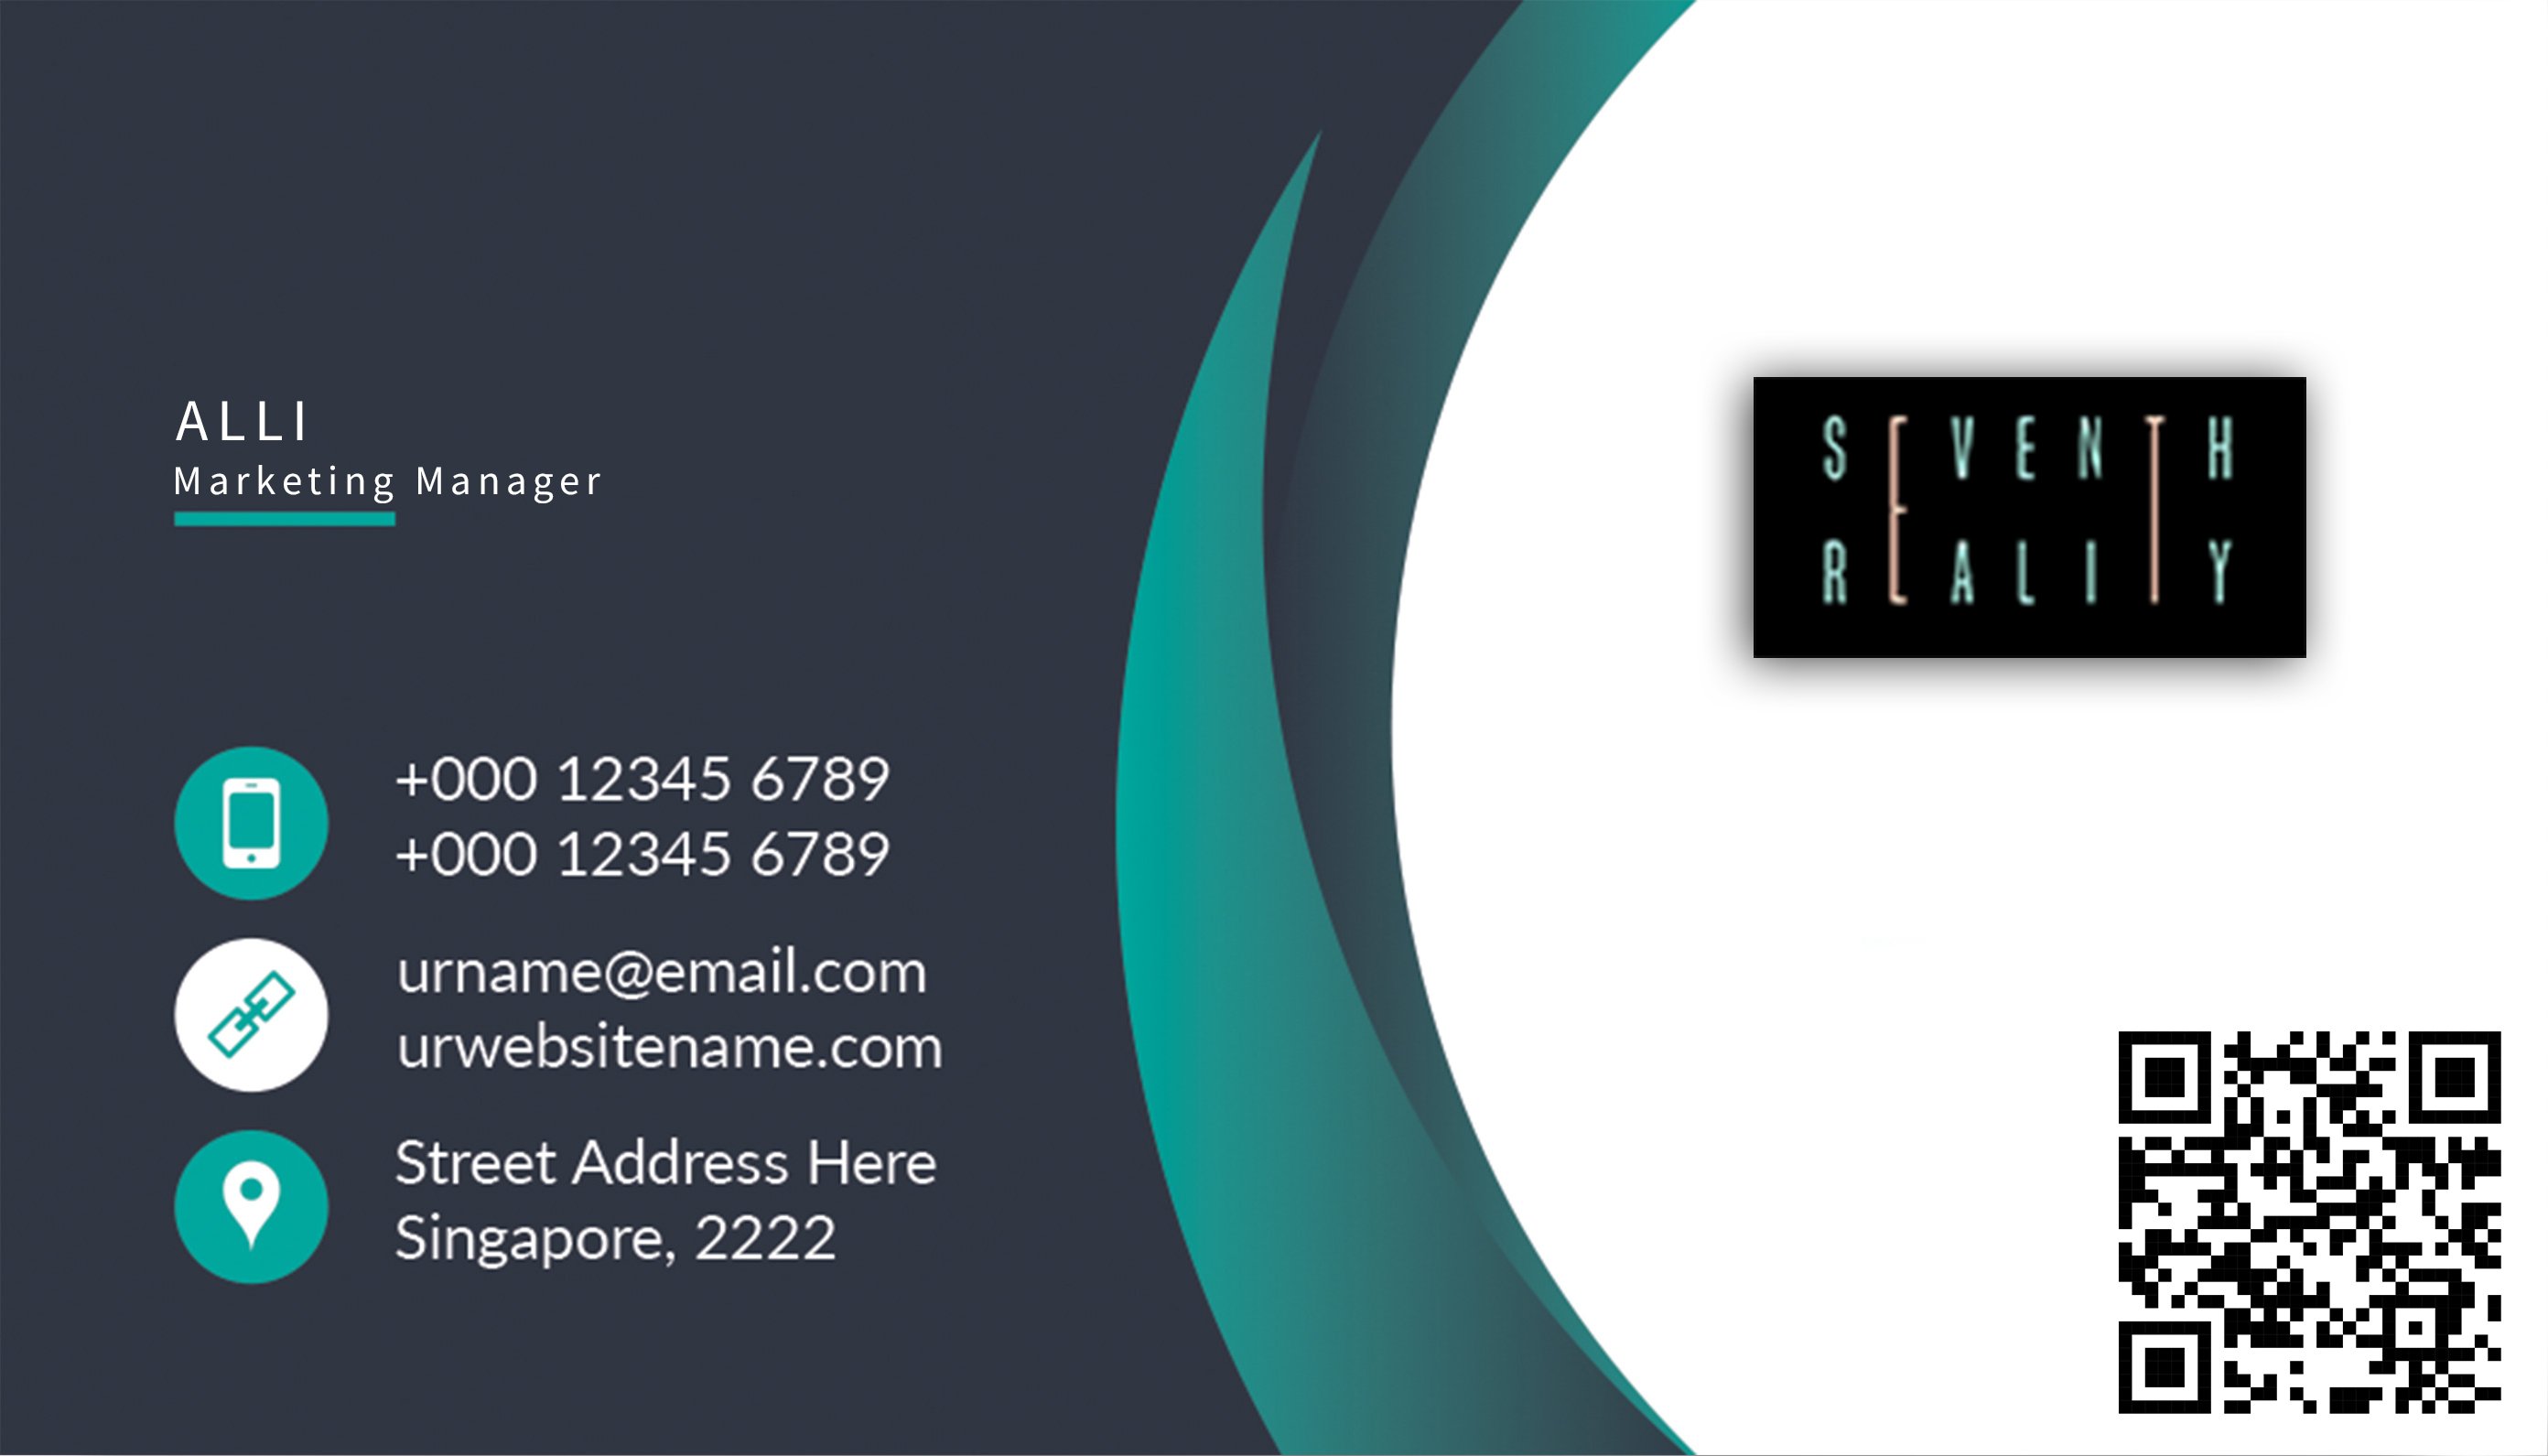 ALLI
Marketing Manager
+000 12345 6789
+000 12345 6789
urname@email.com
urwebsitename.com
Street Address Here
Singapore, 2222
SEVENTH
REALITY